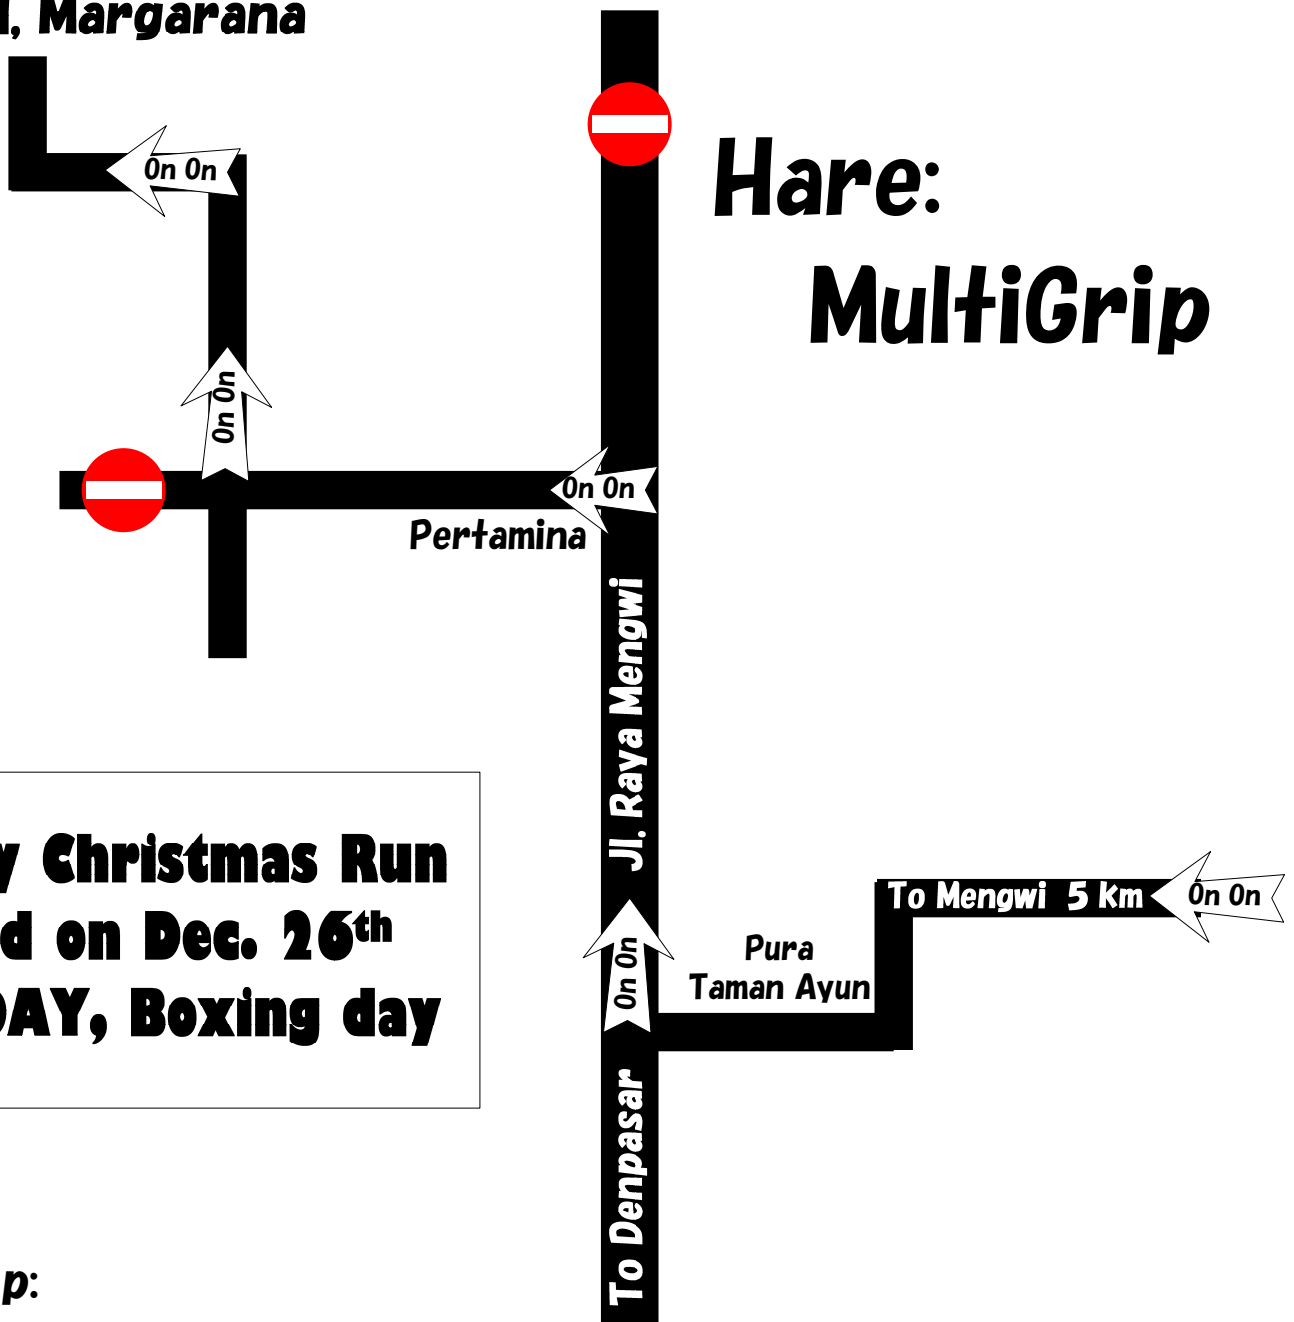 , Margarana
On On
Hare:
MultiGrip
On On
On On
Pertamina
Jl. Raya Mengwi
y Christmas Run
d on Dec. 26th
DAY, Boxing day
To Mengwi 5 km
On On
Pura
Taman Ayun
On On
To Denpasar
p: